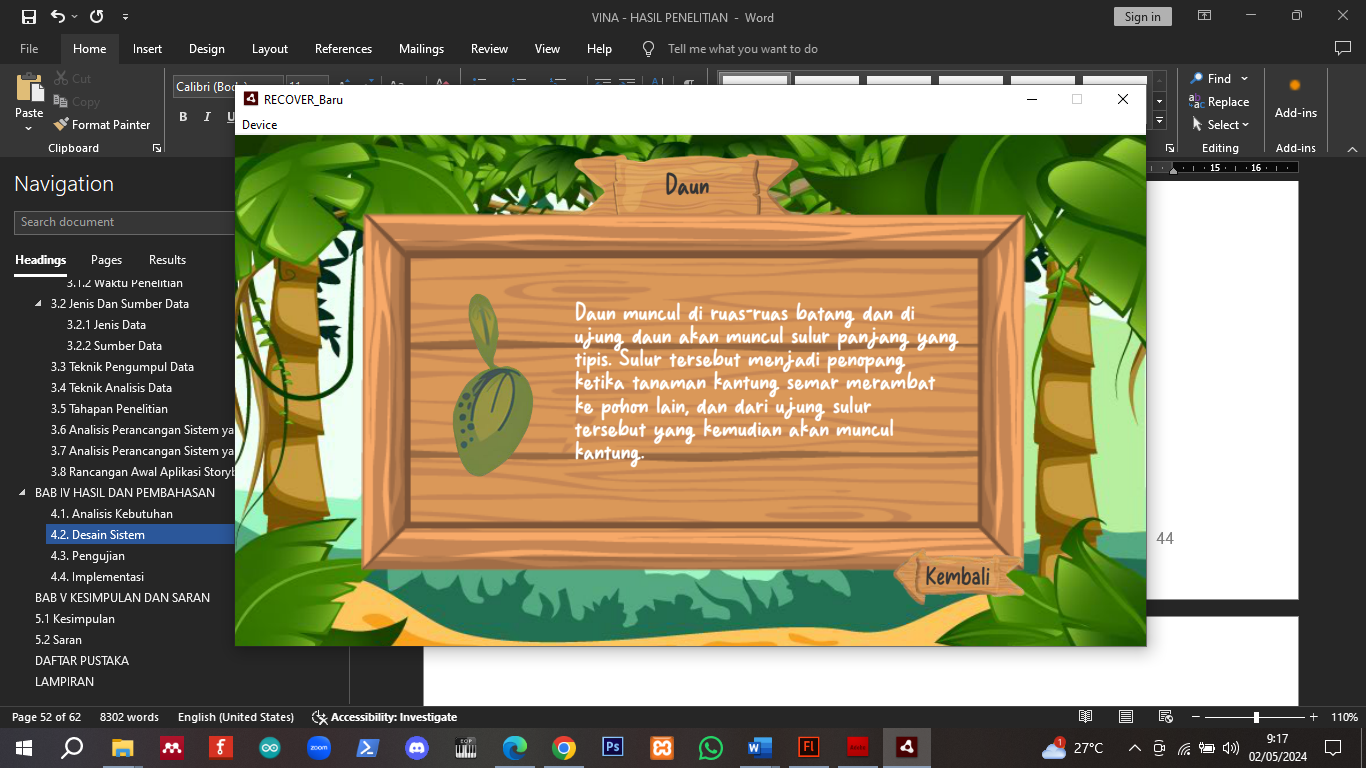 VINA - HASIL PENELITIAN - Word
Sign in
File Home Insert Design Layout References Mailings Review View Help Tell me what you want to do
Paste
Cut
Copy
Format Painter
Clipboard
Calibri (Boo
11
B I U
Find
Replace
Select
Editing
Add-ins
Add-ins
15 16
Navigation
Search document
Headings Pages Results
3.1.2 Waktu Penelitian
3.2 Jenis Dan Sumber Data
3.2.1 Jenis Data
3.2.2 Sumber Data
3.3 Teknik Pengumpul Data
3.4 Teknik Analisis Data
3.5 Tahapan Penelitian
3.6 Analisis Perancangan Sistem ya
3.7 Analisis Perancangan Sistem ya
3.8 Rancangan Awal Aplikasi Storyb
BAB IV HASIL DAN PEMBAHASAN
4.1. Analisis Kebutuhan
4.2. Desain Sistem
4.3. Pengujian
4.4. Implementasi
BAB V KESIMPULAN DAN SARAN
5.1 Kesimpulan
5.2 Saran
DAFTAR PUSTAKA
LAMPIRAN
RECOVER_Baru
Device
Daun
Daun muncul di ruas-ruas batang dan di
ujung daun akan muncul sulur panjang yang
tipis. Sulur tersebut menjadi penopang
ketika tanaman kantung semar merambat
ke pohon lain, dan dari ujung sulur
tersebut yang kemudian akan muncul
kantung.
Kembali
44
Page 52 of 62 8302 words English (United States) Accessibility: Investigate
110%
zoom
Ps
Fl
27°C
9:17
02/05/2024